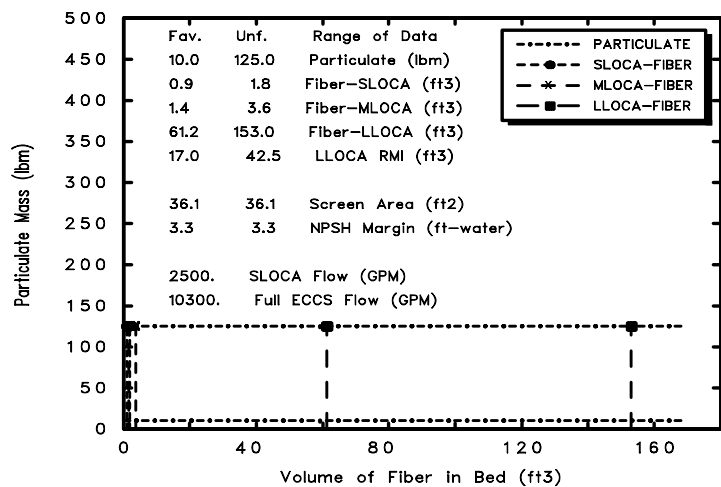 500
450
400
350
300
250
200
150
100
50
0
Particulate Mass (lbm)
Fav. Unf. Range of Data
10.0 125.0 Particulate (lbm)
0.9 1.8 Fiber-SLOCA (ft3)
1.4 3.6 Fiber-MLOCA (ft3)
61.2 153.0 Fiber-LLOCA (ft3)
17.0 42.5 LLOCA RMI (ft3)
36.1 36.1 Screen Area (ft2)
3.3 3.3 NPSH Margin (ft-water)
2500. SLOCA Flow (GPM)
10300. Full ECCS Flow (GPM)
PARTICULATE
SLOCA-FIBER
MLOCA-FIBER
LLOCA-FIBER
0 40 80 120 160
Volume of Fiber in Bed (ft3)